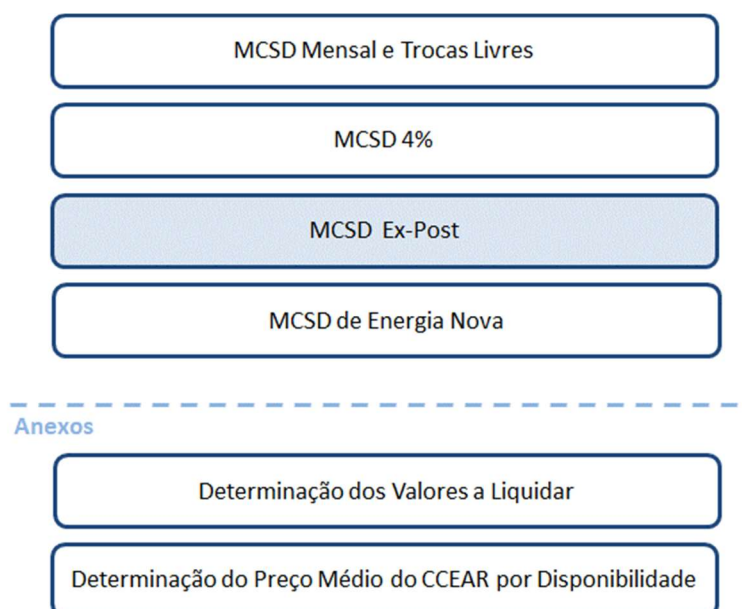 MCSD Mensal e Trocas Livres
MCSD 4%
MCSD Ex-Post
MCSD de Energia Nova
Anexos
Determinação dos Valores a Liquidar
Determinação do Preço Médio do CCEAR por Disponibilidade